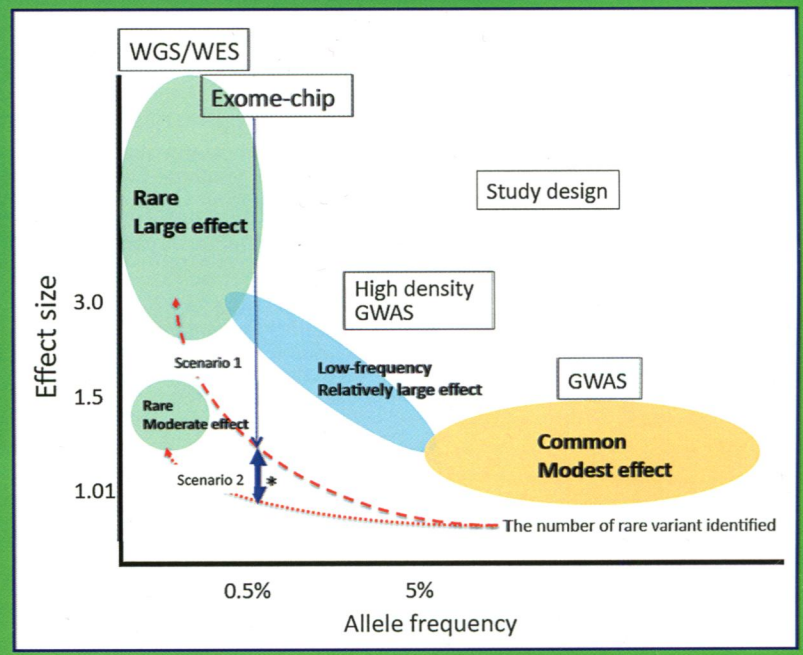 WGS/WES
Exome-chip
Rare
Large effect
Study design
High density
GWAS
3.0
Scenario 1
Low-frequency
Relatively large effect
GWAS
1.5
Rare
Moderate effect
Common
Modest effect
Scenario 2
*
1.01
The number of rare variant identified
0.5%
5%
Allele frequency
Effect size